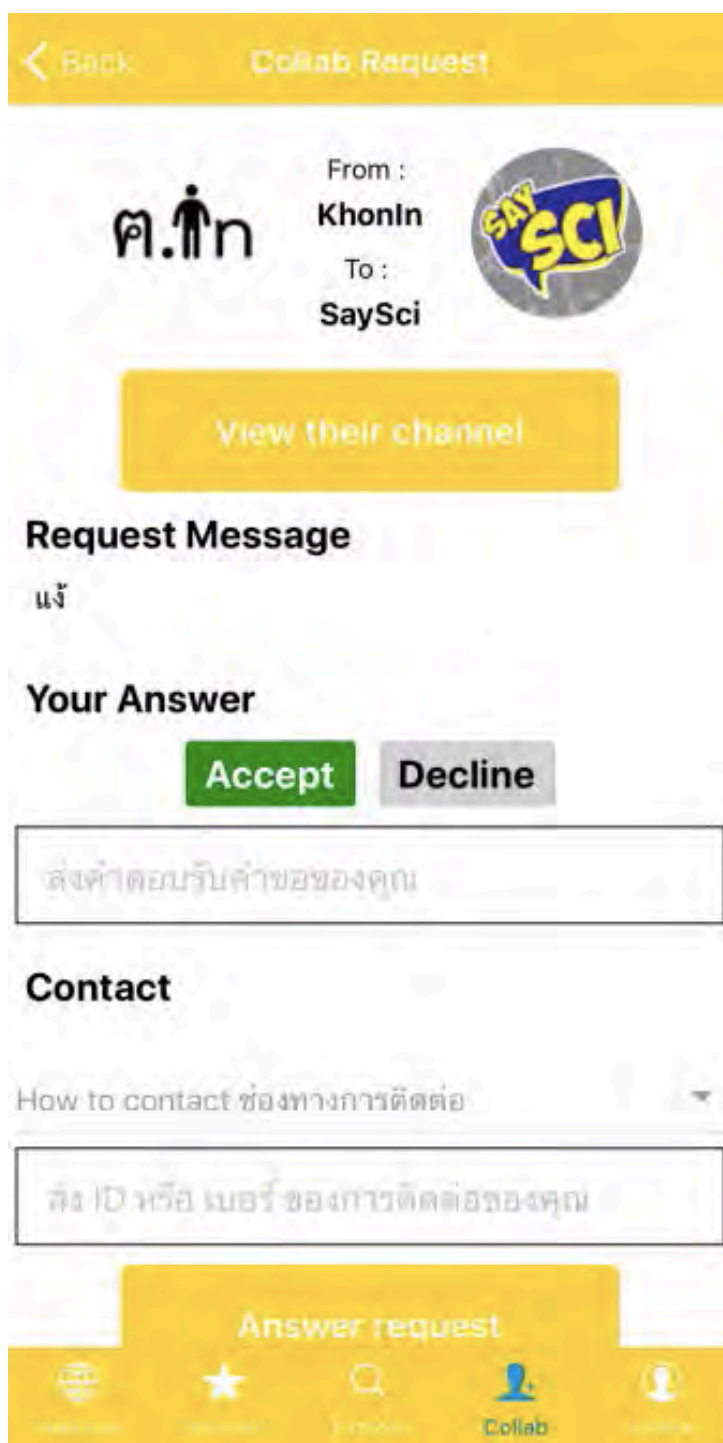 Back
Collab Request
ฅ.ฅn
From :
KhonIn
To :
SaySci
SAY
SCI
View their channel
Request Message
แง้
Your Answer
Accept
Decline
ส่งคำตอบรับคำขอของคุณ
Contact
How to contact ช่องทางการติดต่อ
ส่ง ID หรือ เบอร์ ของการติดต่อของคุณ
Answer request
Collab